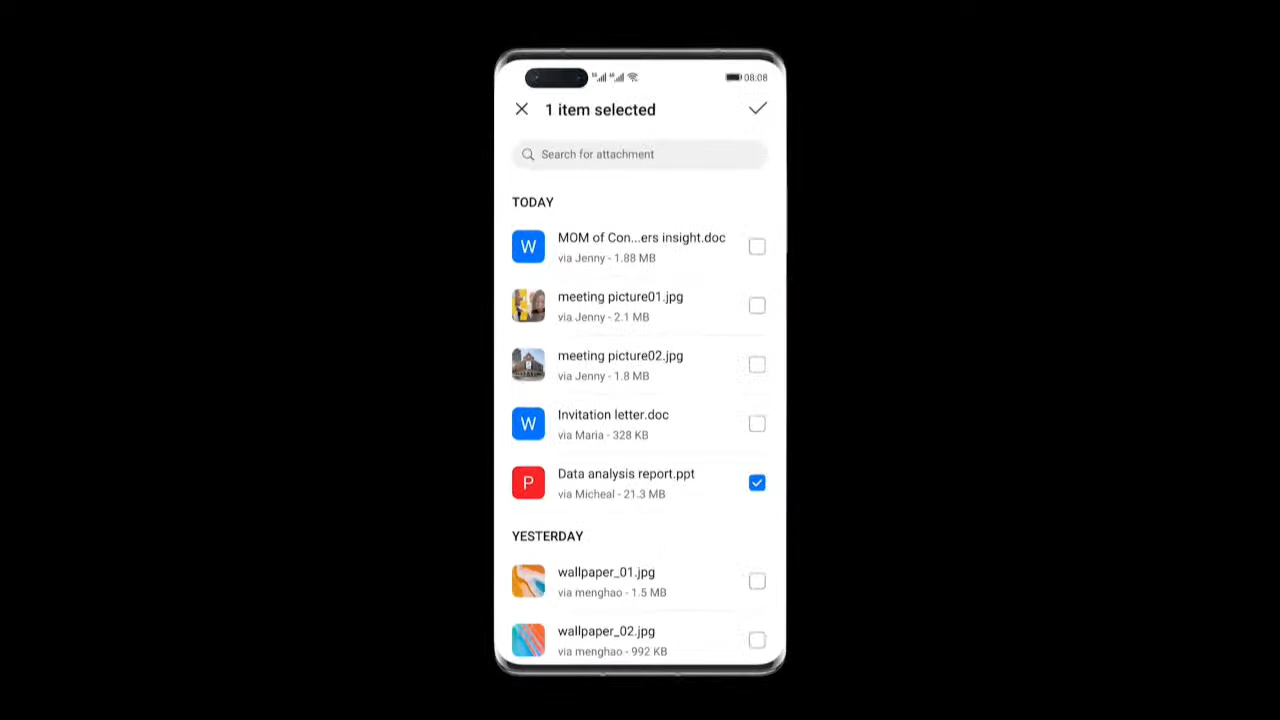 08:08
1 item selected
Search for attachment
TODAY
W
MOM of Con...ers insight.doc
via Jenny - 1.88 MB
meeting picture01.jpg
via Jenny - 2.1 MB
meeting picture02.jpg
via Jenny - 1.8 MB
W
Invitation letter.doc
via Maria - 328 KB
P
Data analysis report.ppt
via Micheal - 21.3 MB
YESTERDAY
wallpaper_01.jpg
via menghao - 1.5 MB
wallpaper_02.jpg
via menghao - 992 KB